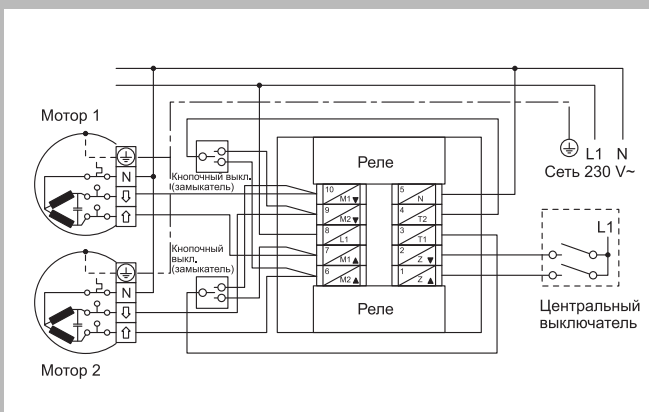 Мотор 1
N
Кнопочный выкл.
(замыкатель)
Реле
L1 N
Сеть 230 V~
10
M1▼
9
M2▼
8
L1
7
M1▲
6
M2▲
5
N
4
T2
3
T1
2
Z ▼
1
Z ▲
L1
Кнопочный
выкл.
(замыкатель)
N
Реле
Центральный
выключатель
Мотор 2